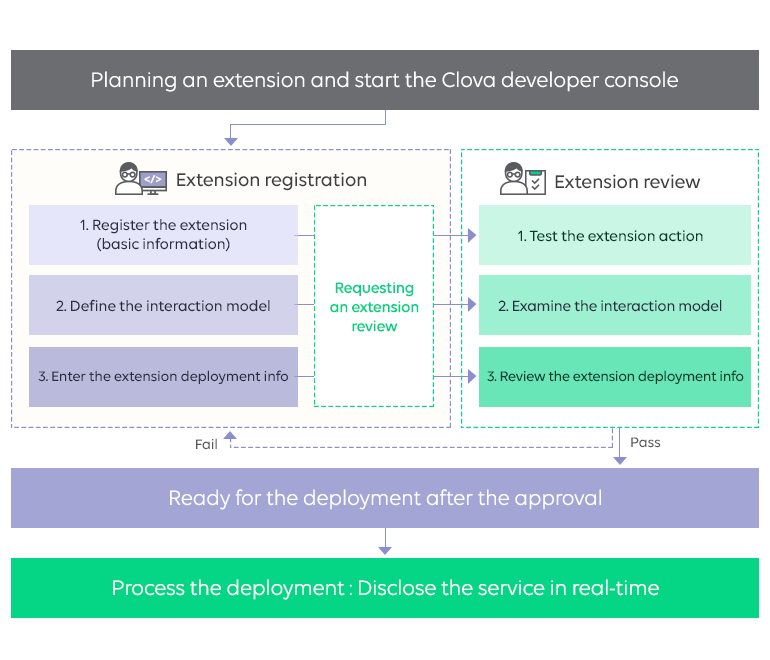 Planning an extension and start the Clova developer console
</>
Extension registration
1. Register the extension
(basic information)
2. Define the interaction model
3. Enter the extension deployment info
Requesting
an extension
review
Extension review
1. Test the extension action
2. Examine the interaction model
3. Review the extension deployment info
Fail
Pass
Ready for the deployment after the approval
Process the deployment : Disclose the service in real-time